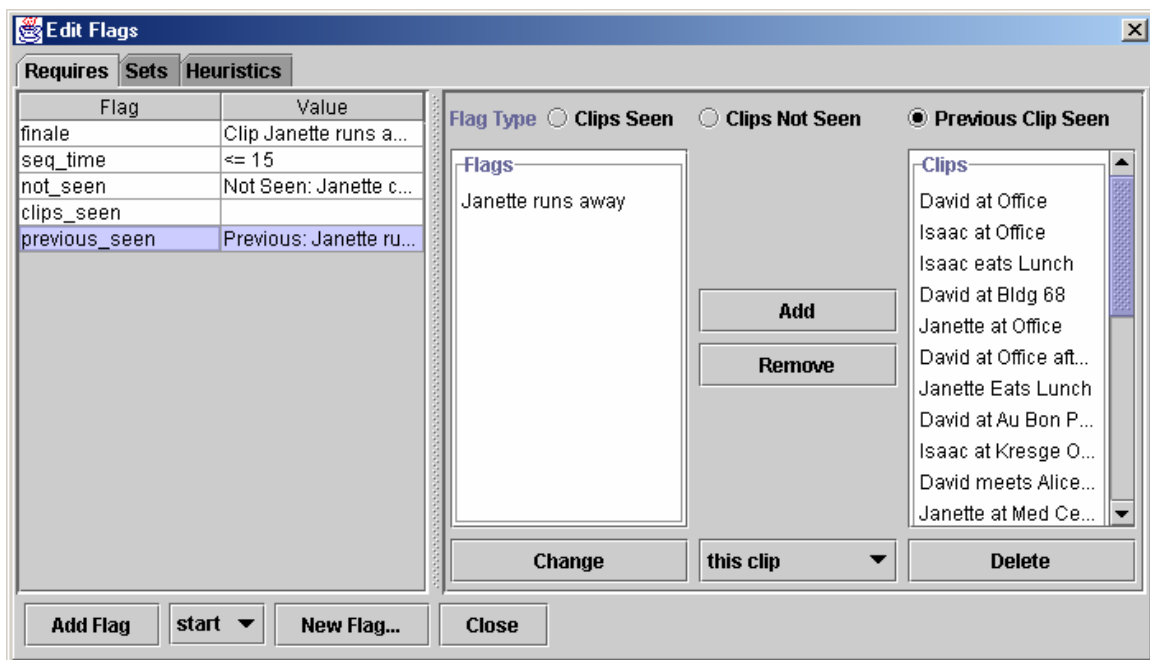 Edit Flags
Requires Sets Heuristics
Flag Value
finale Clip Janette runs a...
seq_time <= 15
not_seen Not Seen: Janette c...
clips_seen
previous_seen Previous: Janette ru...
Flag Type Clips Seen Clips Not Seen Previous Clip Seen
Flags
Janette runs away
Add
Remove
Clips
David at Office
Isaac at Office
Isaac eats Lunch
David at Bldg 68
Janette at Office
David at Office aft...
Janette Eats Lunch
David at Au Bon P...
Isaac at Kresge O...
David meets Alice...
Janette at Med Ce...
Change this clip Delete
Add Flag start New Flag... Close